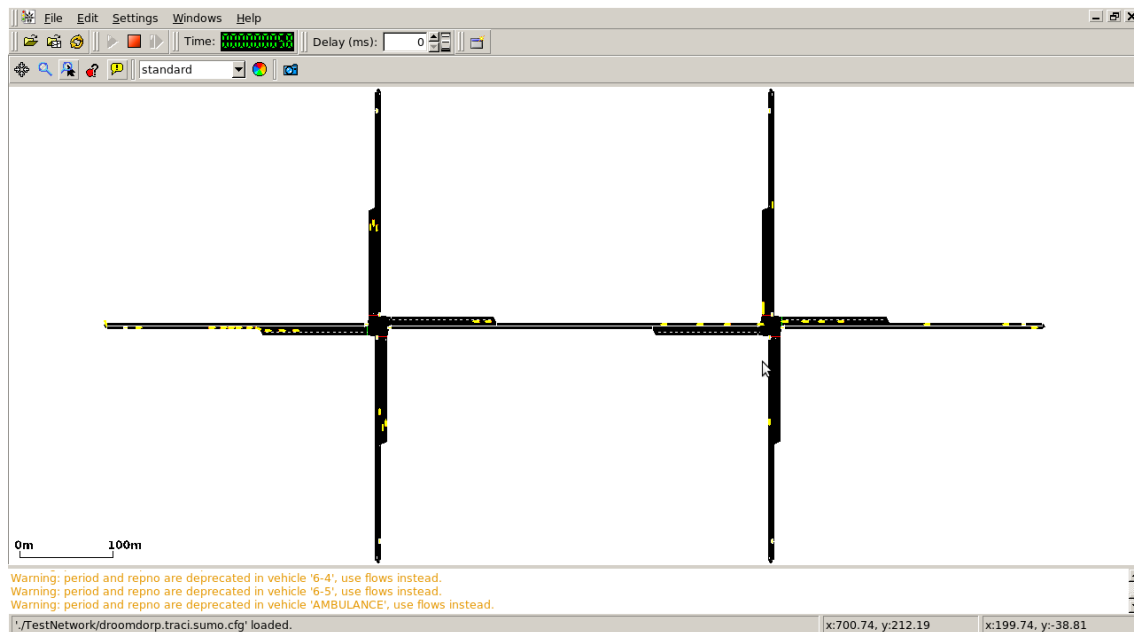 File Edit Settings Windows Help
Time: Delay (ms): 0
standard
0m 100m
Warning: period and repno are deprecated in vehicle '6-4', use flows instead.
Warning: period and repno are deprecated in vehicle '6-5', use flows instead.
Warning: period and repno are deprecated in vehicle 'AMBULANCE', use flows instead.
'./TestNetwork/droomdorp.traci.sumo.cfg' loaded. x:700.74, y:212.19 x:199.74, y:-38.81